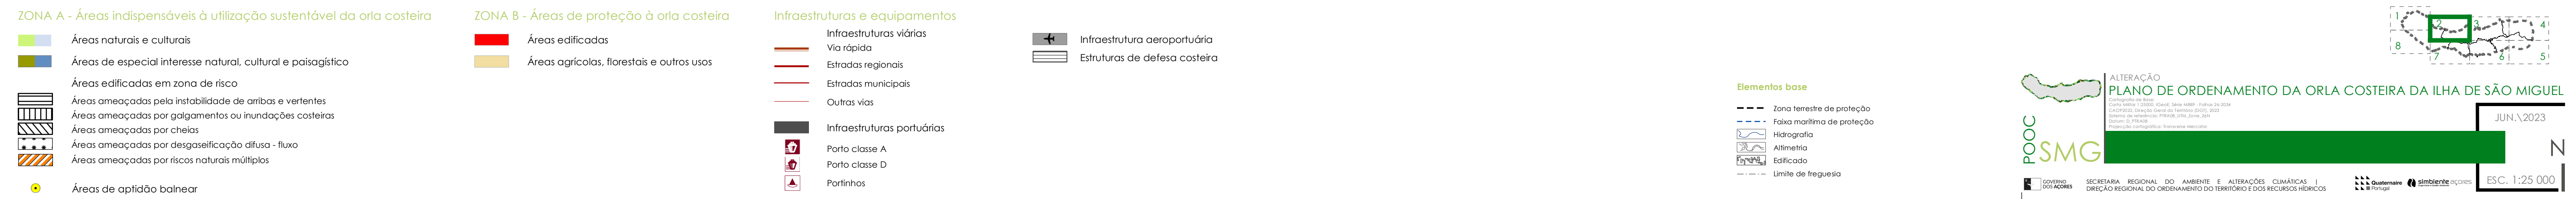 ZONA A - Áreas indispensáveis à utilização sustentável da orla costeira
Áreas naturais e culturais
Áreas de especial interesse natural, cultural e paisagístico
Áreas edificadas em zona de risco
Áreas ameaçadas pela instabilidade de arribas e vertentes
Áreas ameaçadas por galgamentos ou inundações costeiras
Áreas ameaçadas por cheias
Áreas ameaçadas por desgaseificação difusa - fluxo
Áreas ameaçadas por riscos naturais múltiplos
Áreas de aptidão balnear
ZONA B - Áreas de proteção à orla costeira
Áreas edificadas
Áreas agrícolas, florestais e outros usos
Infraestruturas e equipamentos
Infraestruturas viárias
Via rápida
Estradas regionais
Estradas municipais
Outras vias
Infraestruturas portuárias
Porto classe A
Porto classe D
Portinhos
Infraestrutura aeroportuária
Estruturas de defesa costeira
Elementos base
Zona terrestre de proteção
Faixa marítima de proteção
Hidrografia
Altimetria
Edificado
Limite de freguesia
1 2 3 4
8 7 6 5
ALTERAÇÃO
PLANO DE ORDENAMENTO DA ORLA COSTEIRA DA ILHA DE SÃO MIGUEL
Cartografia de Base:
Projecção cartográfica: Transverse mercator
JUN.\2023
POOC
SMG
N
ESC. 1:25 000
GOVERNO
DOS AÇORES
SECRETARIA REGIONAL DO AMBIENTE E ALTERAÇÕES CLIMÁTICAS |
DIREÇÃO REGIONAL DO ORDENAMENTO DO TERRITÓRIO E DOS RECURSOS HÍDRICOS
Quaternaire
Portugal
simbiente açores